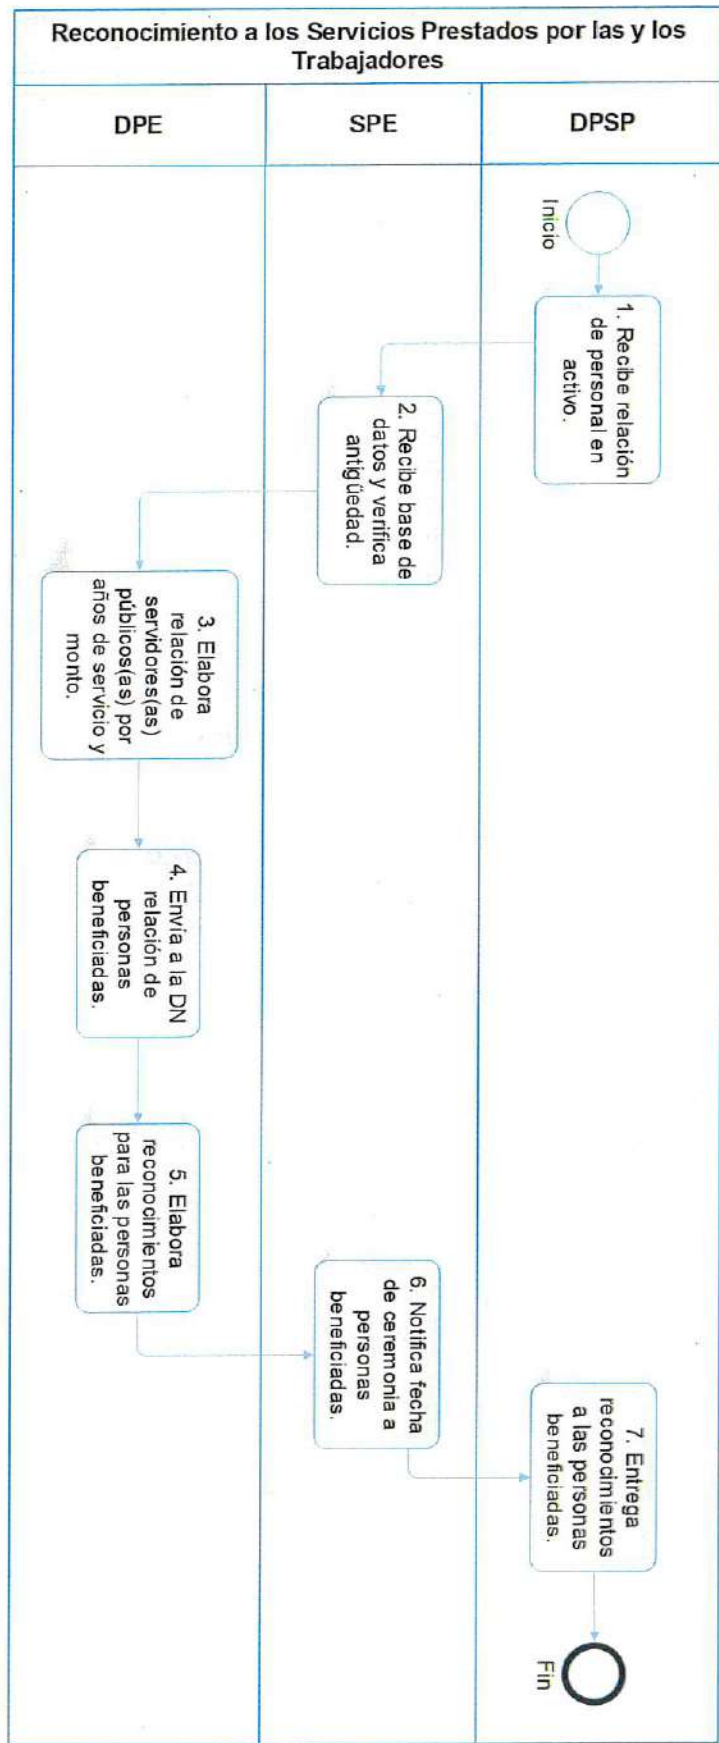 Reconocimiento a los Servicios Prestados por las y los
Trabajadores
DPE
SPE
DPSP
Inicio
1. Recibe relación
de personal en
activo.
2. Recibe base de
datos y verifica
antigüedad.
3. Elabora
relación de
servidores(as)
públicos(as) por
años de servicio y
monto.
4. Envía a la DN
relación de
personas
beneficiadas.
5. Elabora
reconocimientos
para las personas
beneficiadas.
6. Notifica fecha
de ceremonia a
personas
beneficiadas.
7. Entrega
reconocimientos
a las personas
beneficiadas.
Fin